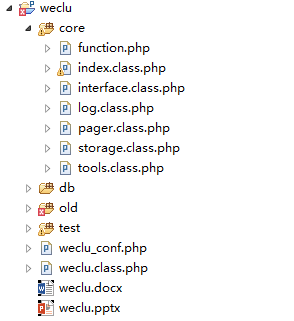 weclu
core
function.php
index.class.php
interface.class.php
log.class.php
pager.class.php
storage.class.php
tools.class.php
db
old
test
weclu_conf.php
weclu.class.php
weclu.docx
weclu.pptx